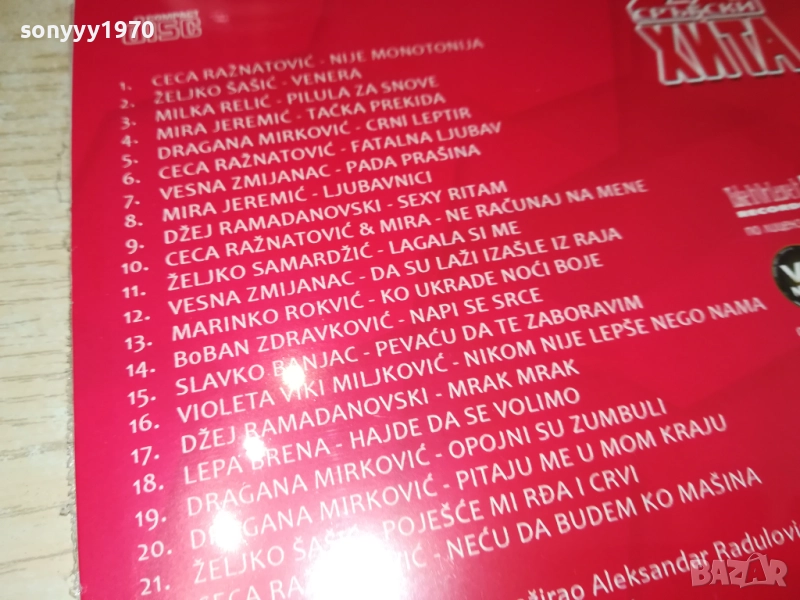 sonyyy1970
COMPACT
DISC
СРЪБСКИ
ХИТА
1. CECA RAŽNATOVIĆ - NIJE MONOTONIJA
2. ŽELJKO ŠAŠIĆ - VENERA
3. MILKA RELIĆ - PILULA ZA SNOVE
4. MIRA JEREMIĆ - TAČKA PREKIDA
5. DRAGANA MIRKOVIĆ - CRNI LEPTIR
6. CECA RAŽNATOVIĆ - FATALNA LJUBAV
7. VESNA ZMIJANAC - PADA PRAŠINA
8. MIRA JEREMIĆ - LJUBAVNICI
9. DŽEJ RAMADANOVSKI - SEXY RITAM
10. CECA RAŽNATOVIĆ & MIRA - NE RAČUNAJ NA MENE
11. ŽELJKO SAMARDŽIĆ - LAGALA SI ME
12. VESNA ZMIJANAC - DA SU LAŽI IZAŠLE IZ RAJA
13. MARINKO ROKVIĆ - KO UKRADE NOĆI BOJE
14. BoBAN ZDRAVKOVIĆ - NAPI SE SRCE
15. SLAVKO BANJAC - PEVAĆU DA TE ZABORAVIM
16. VIOLETA VIKI MILJKOVIĆ - NIKOM NIJE LEPŠE NEGO NAMA
17. DŽEJ RAMADANOVSKI - MRAK MRAK
18. LEPA BRENA - HAJDE DA SE VOLIMO
19. DRAGANA MIRKOVIĆ - OPOJNI SU ZUMBULI
20. DRAGANA MIRKOVIĆ - PITAJU ME U MOM KRAJU
21. ŽELJKO ŠAŠIĆ - POJEŠĆE MI RĐA I CRVI
CECA RAŽNATOVIĆ - NEĆU DA BUDEM KO MAŠINA
Aleksandar Radulovi
BAZAR